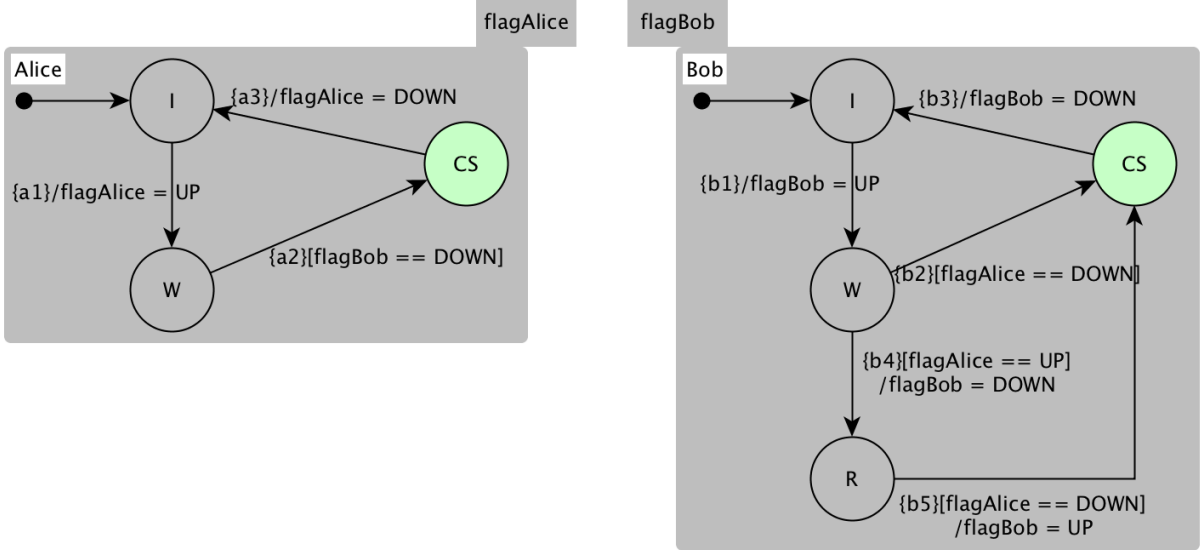 flagAlice
flagBob
Alice
I
{a3}/flagAlice = DOWN
CS
{a1}/flagAlice = UP
{a2}[flagBob == DOWN]
W
Bob
I
{b3}/flagBob = DOWN
CS
{b1}/flagBob = UP
{b2}[flagAlice == DOWN]
W
{b4}[flagAlice == UP]
/flagBob = DOWN
R
{b5}[flagAlice == DOWN]
/flagBob = UP